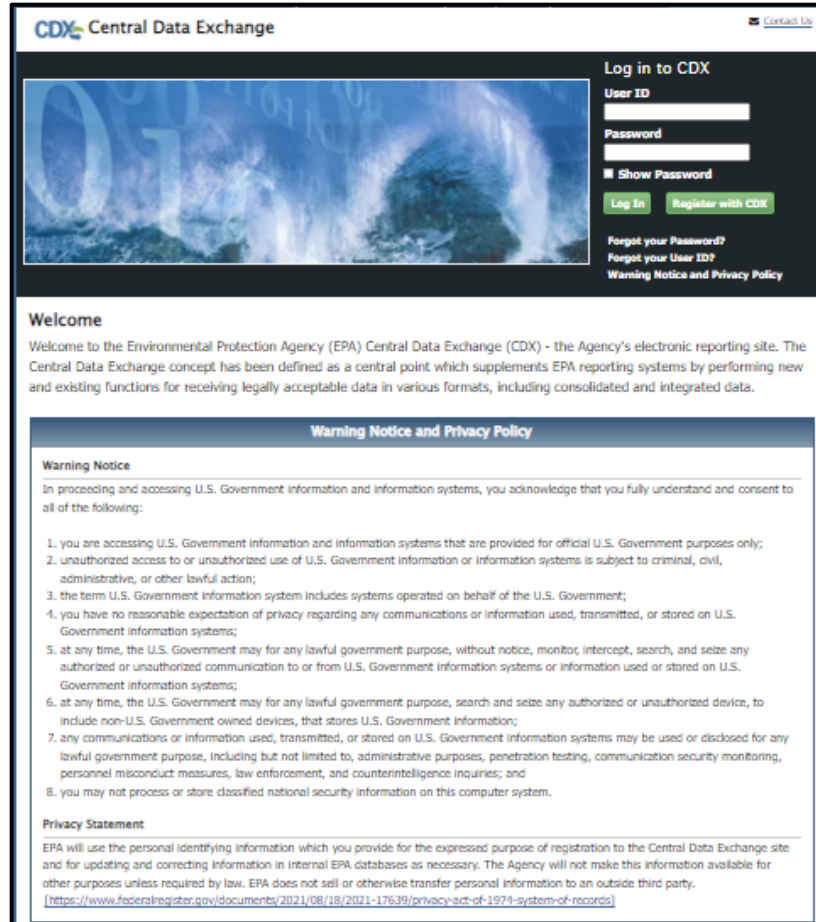 CDX Central Data Exchange
Contact Us
Log in to CDX
User ID
Password
Show Password
Log In Register with CDX
Forgot your Password?
Forgot your User ID?
Warning Notice and Privacy Policy
Welcome
Welcome to the Environmental Protection Agency (EPA) Central Data Exchange (CDX) - the Agency's electronic reporting site. The
Central Data Exchange concept has been defined as a central point which supplements EPA reporting systems by performing new
and existing functions for receiving legally acceptable data in various formats, including consolidated and integrated data.
Warning Notice and Privacy Policy
Warning Notice
In proceeding and accessing U.S. Government information and information systems, you acknowledge that you fully understand and consent to
all of the following:
1. you are accessing U.S. Government information and information systems that are provided for official U.S. Government purposes only;
2. unauthorized access to or unauthorized use of U.S. Government information or information systems is subject to criminal, civil,
administrative, or other lawful action;
3. the term U.S. Government information system includes systems operated on behalf of the U.S. Government;
4. you have no reasonable expectation of privacy regarding any communications or information used, transmitted, or stored on U.S.
Government information systems;
5. at any time, the U.S. Government may for any lawful government purpose, without notice, monitor, intercept, search, and seize any
authorized or unauthorized communication to or from U.S. Government information systems or information used or stored on U.S.
Government information systems;
6. at any time, the U.S. Government may for any lawful government purpose, search and seize any authorized or unauthorized device, to
include non-U.S. Government owned devices, that stores U.S. Government information;
7. any communications or information used, transmitted, or stored on U.S. Government information systems may be used or disclosed for any
lawful government purpose, including but not limited to, administrative purposes, penetration testing, communication security monitoring,
personnel misconduct measures, law enforcement, and counterintelligence inquiries; and
8. you may not process or store classified national security information on this computer system.
Privacy Statement
EPA will use the personal identifying information which you provide for the expressed purpose of registration to the Central Data Exchange site
and for updating and correcting information in internal EPA databases as necessary. The Agency will not make this information available for
other purposes unless required by law. EPA does not sell or otherwise transfer personal information to an outside third party.
[https://www.federalregister.gov/documents/2021/08/18/2021-17639/privacy-act-of-1974-system-of-records]